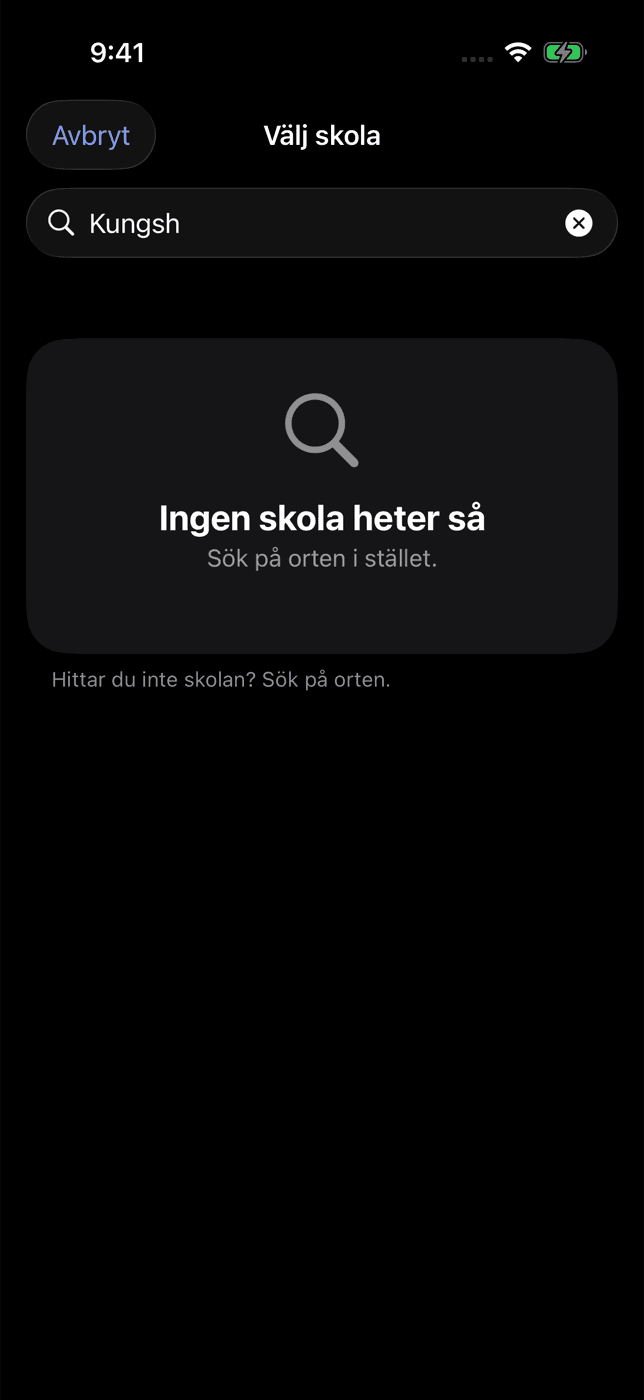 9:41
Avbryt
Välj skola
Kungsh
Ingen skola heter så
Sök på orten i stället.
Hittar du inte skolan? Sök på orten.